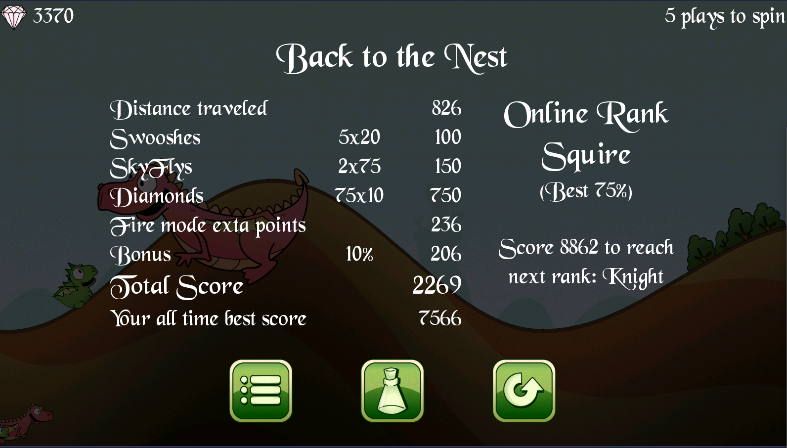 3370
5 plays to spin
Back to the Nest
Distance traveled 826
Swooshes 5x20 100
SkyFlys 2x75 150
Diamonds 75x10 750
Fire mode exta points 236
Bonus 10% 206
Total Score 2269
Your all time best score 7566
Online Rank
Squire
(Best 75%)
Score 8862 to reach
next rank: Knight